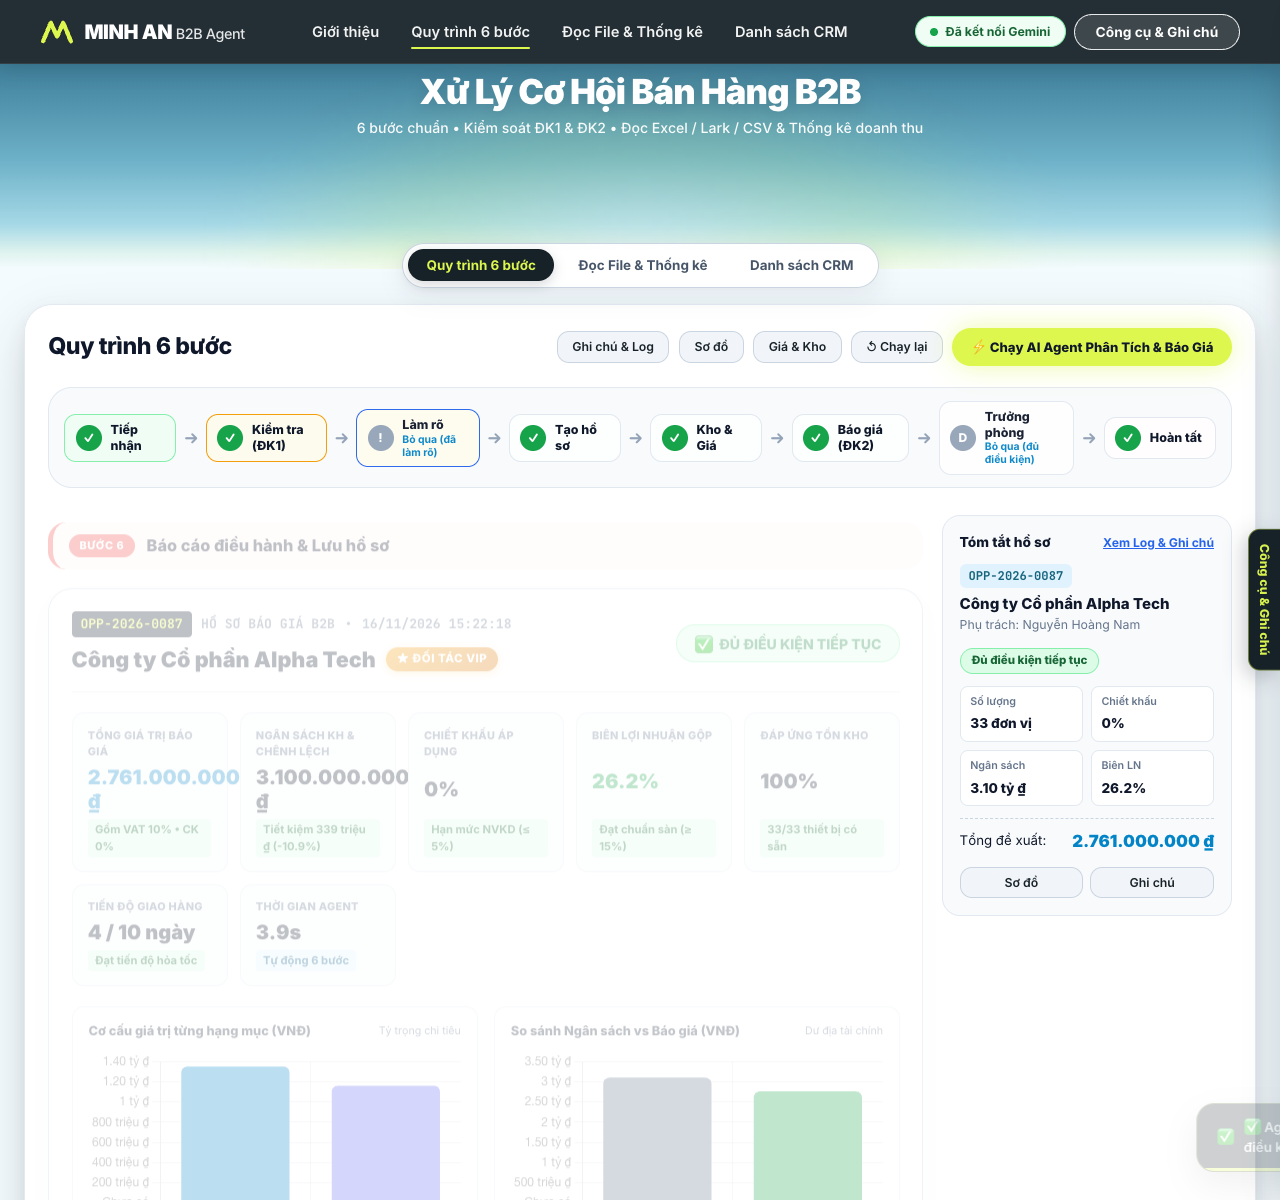 MINH AN B2B Agent
Giới thiệu
Quy trình 6 bước
Đọc File & Thống kê
Danh sách CRM
Đã kết nối Gemini
Công cụ & Ghi chú
Xử Lý Cơ Hội Bán Hàng B2B
6 bước chuẩn • Kiểm soát ĐK1 & ĐK2 • Đọc Excel / Lark / CSV & Thống kê doanh thu
Quy trình 6 bước
Đọc File & Thống kê
Danh sách CRM
Quy trình 6 bước
Ghi chú & Log
Sơ đồ
Giá & Kho
↺ Chạy lại
⚡ Chạy AI Agent Phân Tích & Báo Giá
Tiếp
nhận
Kiểm tra
(ĐK1)
!
Làm rõ
Bỏ qua (đã
làm rõ)
Tạo hồ
sơ
Kho &
Giá
Báo giá
(ĐK2)
D
Trưởng
phòng
Bỏ qua (đủ
điều kiện)
Hoàn tất
BƯỚC 6
Báo cáo điều hành & Lưu hồ sơ
OPP-2026-0087 HỒ SƠ BÁO GIÁ B2B • 16/11/2026 15:22:18
Công ty Cổ phần Alpha Tech
★ ĐỐI TÁC VIP
✅ ĐỦ ĐIỀU KIỆN TIẾP TỤC
TỔNG GIÁ TRỊ BÁO
GIÁ
2.761.000.000
₫
Gồm VAT 10% • CK
0%
NGÂN SÁCH KH &
CHÊNH LỆCH
3.100.000.000
₫
Tiết kiệm 339 triệu
₫ (-10.9%)
CHIẾT KHẤU ÁP
DỤNG
0%
Hạn mức NVKD (≤
5%)
BIÊN LỢI NHUẬN GỘP
26.2%
Đạt chuẩn sàn (≥
15%)
ĐÁP ỨNG TỒN KHO
100%
33/33 thiết bị có
sẵn
TIẾN ĐỘ GIAO HÀNG
4 / 10 ngày
Đạt tiến độ hỏa tốc
THỜI GIAN AGENT
3.9s
Tự động 6 bước
Cơ cấu giá trị từng hạng mục (VNĐ)
Tỷ trọng chi tiêu
1.40 tỷ ₫
1.20 tỷ ₫
1 tỷ ₫
800 triệu ₫
600 triệu ₫
400 triệu ₫
200 triệu ₫
So sánh Ngân sách vs Báo giá (VNĐ)
Dư địa tài chính
3.50 tỷ ₫
3 tỷ ₫
2.50 tỷ ₫
2 tỷ ₫
1.50 tỷ ₫
1 tỷ ₫
500 triệu ₫
Tóm tắt hồ sơ
Xem Log & Ghi chú
OPP-2026-0087
Công ty Cổ phần Alpha Tech
Phụ trách: Nguyễn Hoàng Nam
Đủ điều kiện tiếp tục
Số lượng
33 đơn vị
Chiết khấu
0%
Ngân sách
3.10 tỷ ₫
Biên LN
26.2%
Tổng đề xuất:
2.761.000.000 ₫
Sơ đồ
Ghi chú
Công cụ & Ghi chú
✅ Ag
điều k